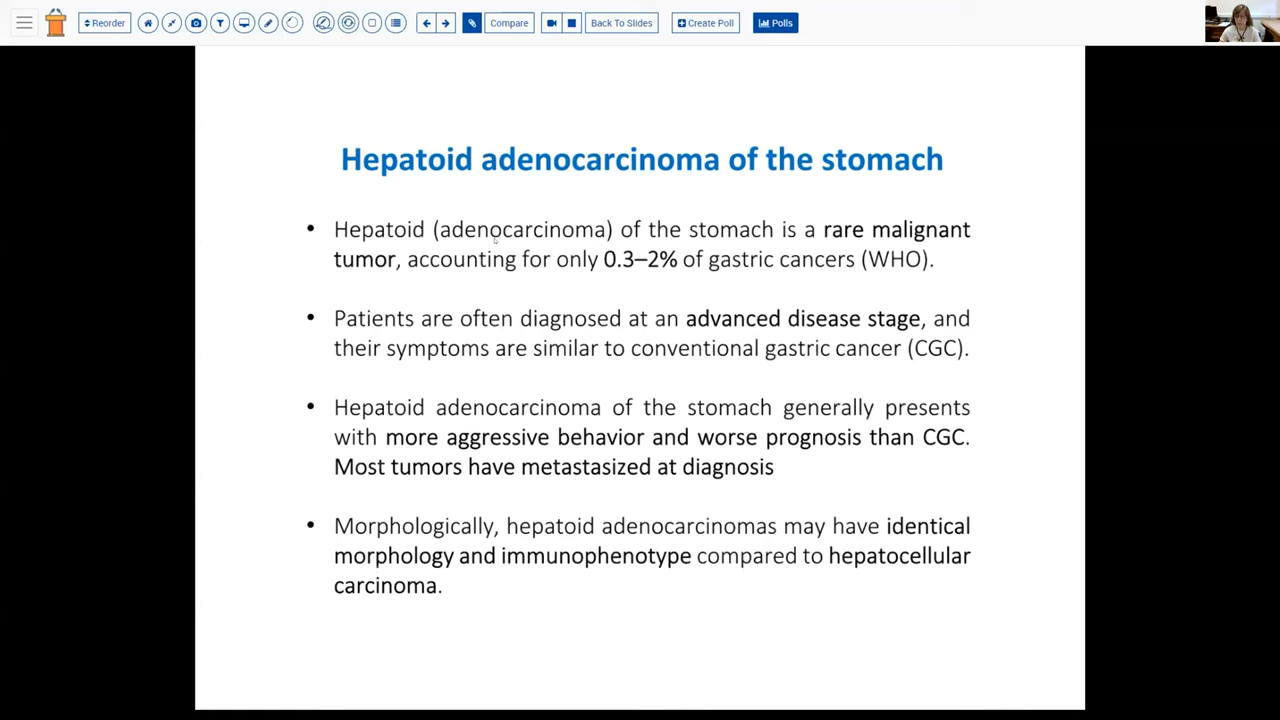 Reorder Compare Back To Slides Create Poll Polls
Hepatoid adenocarcinoma of the stomach
• Hepatoid (adenocarcinoma) of the stomach is a rare malignant
tumor, accounting for only 0.3–2% of gastric cancers (WHO).
• Patients are often diagnosed at an advanced disease stage, and
their symptoms are similar to conventional gastric cancer (CGC).
• Hepatoid adenocarcinoma of the stomach generally presents
with more aggressive behavior and worse prognosis than CGC.
Most tumors have metastasized at diagnosis
• Morphologically, hepatoid adenocarcinomas may have identical
morphology and immunophenotype compared to hepatocellular
carcinoma.